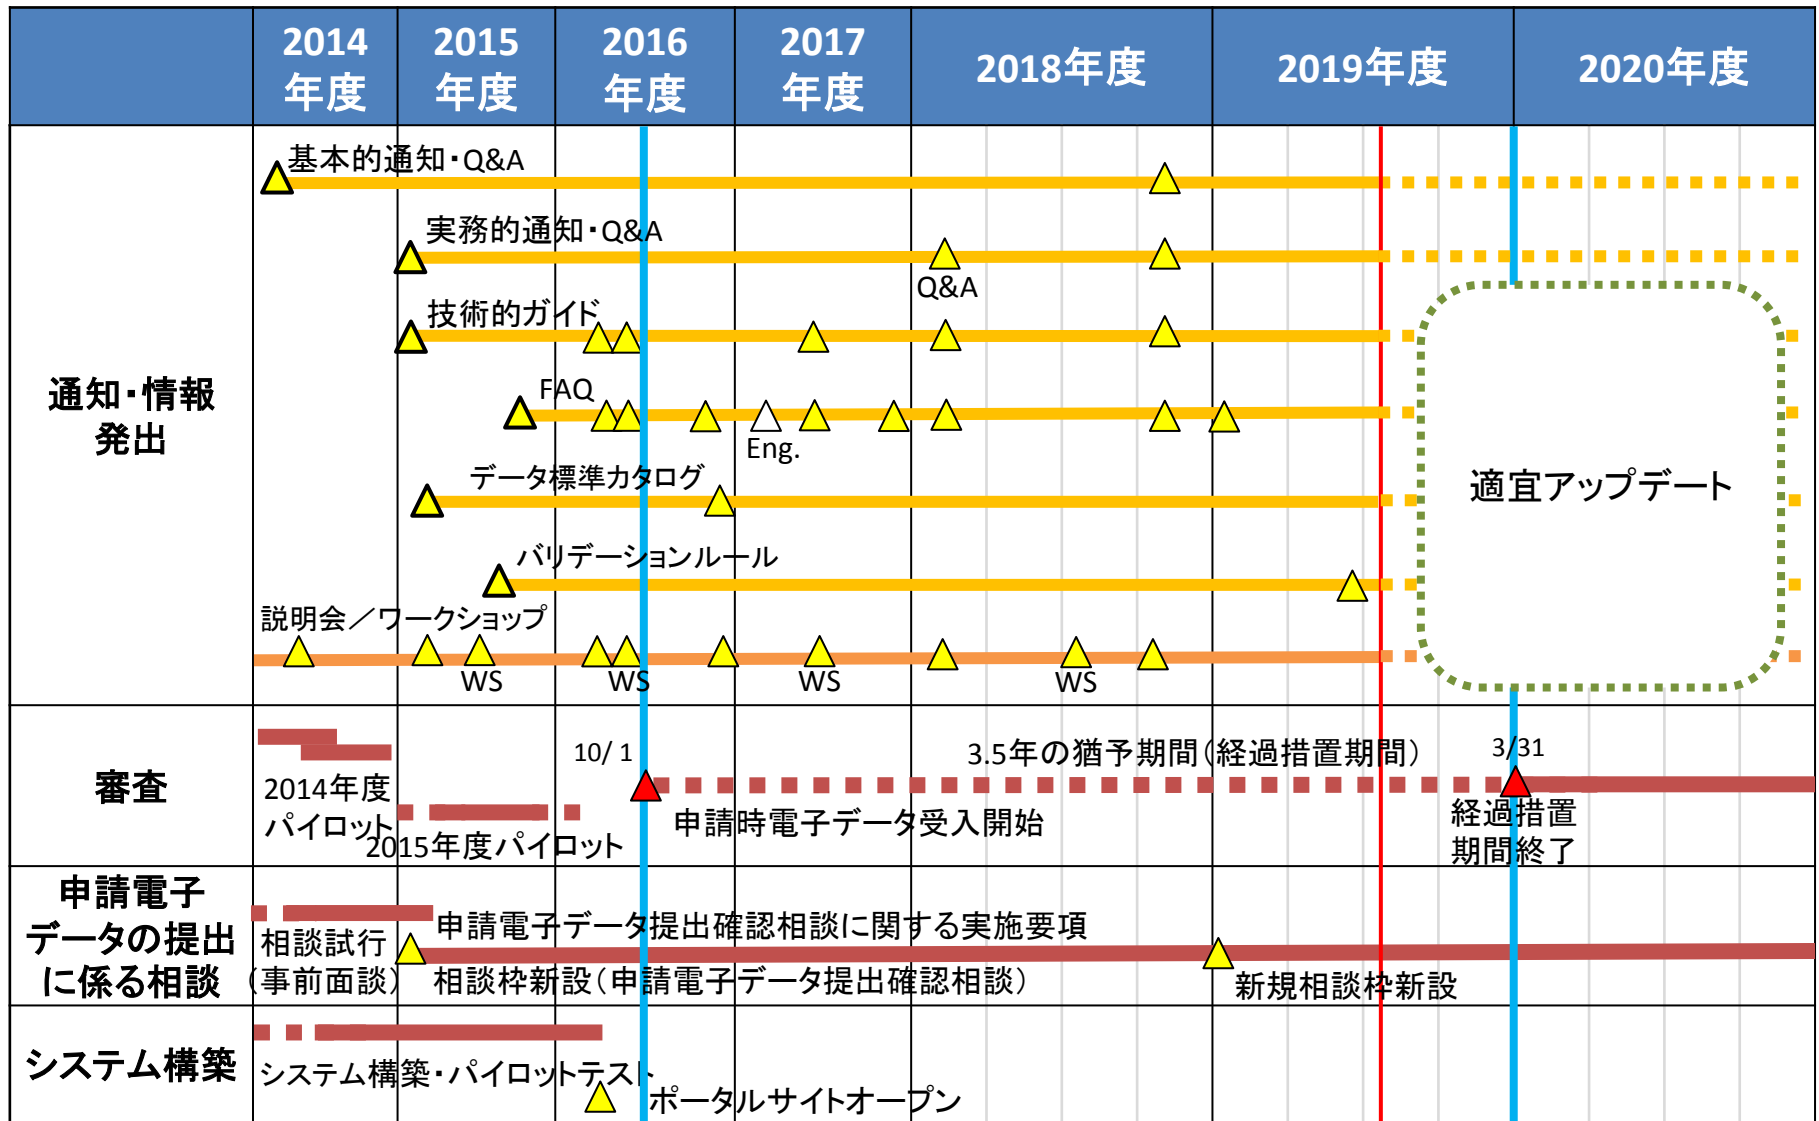 2014
年度
2015
年度
2016
年度
2017
年度
2018年度
2019年度
2020年度
通知・情報
発出
基本的通知・Q&A
実務的通知・Q&A
Q&A
技術的ガイド
FAQ
Eng.
データ標準カタログ
バリデーションルール
説明会／ワークショップ
WS
WS
WS
WS
適宜アップデート
審査
2014年度
パイロット
2015年度パイロット
10/ 1
申請時電子データ受入開始
3.5年の猶予期間（経過措置期間）
3/31
経過措置
期間終了
申請電子
データの提出
に係る相談
相談試行
（事前面談）
申請電子データ提出確認相談に関する実施要項
相談枠新設（申請電子データ提出確認相談）
新規相談枠新設
システム構築
システム構築・パイロットテスト
ポータルサイトオープン